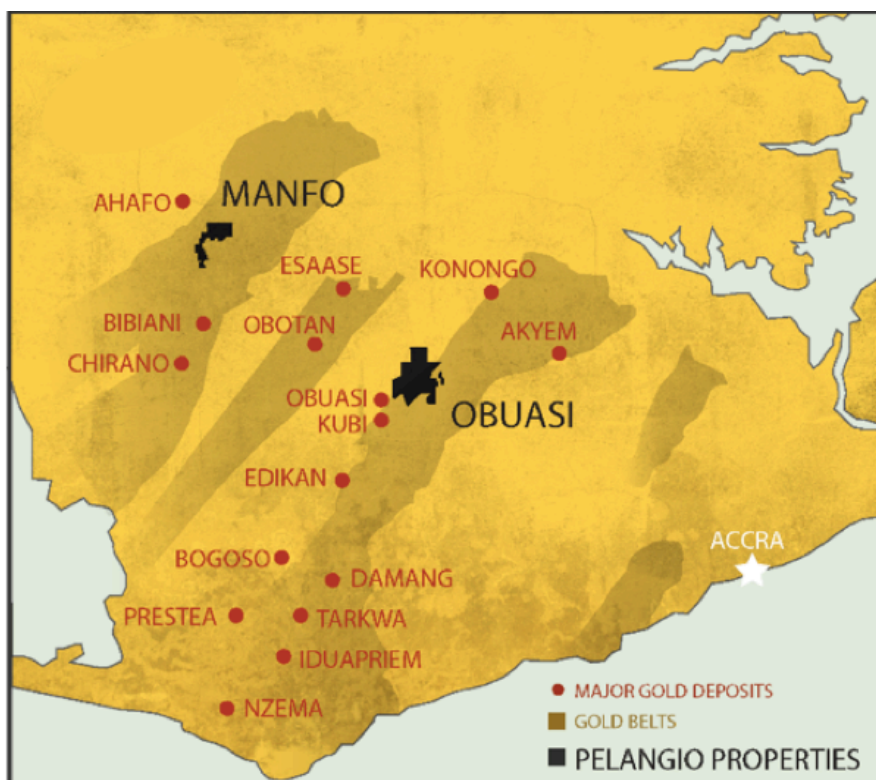 MANFO
AHAFO
ESAASE
KONONGO
BIBIANI
OBOTAN
AKYEM
CHIRANO
OBUASI
OBUASI
KUBI
EDIKAN
ACCRA
BOGOSO
DAMANG
PRESTEA
TARKWA
IDUAPRIEM
MAJOR GOLD DEPOSITS
NZEMA
GOLD BELTS
PELANGIO PROPERTIES